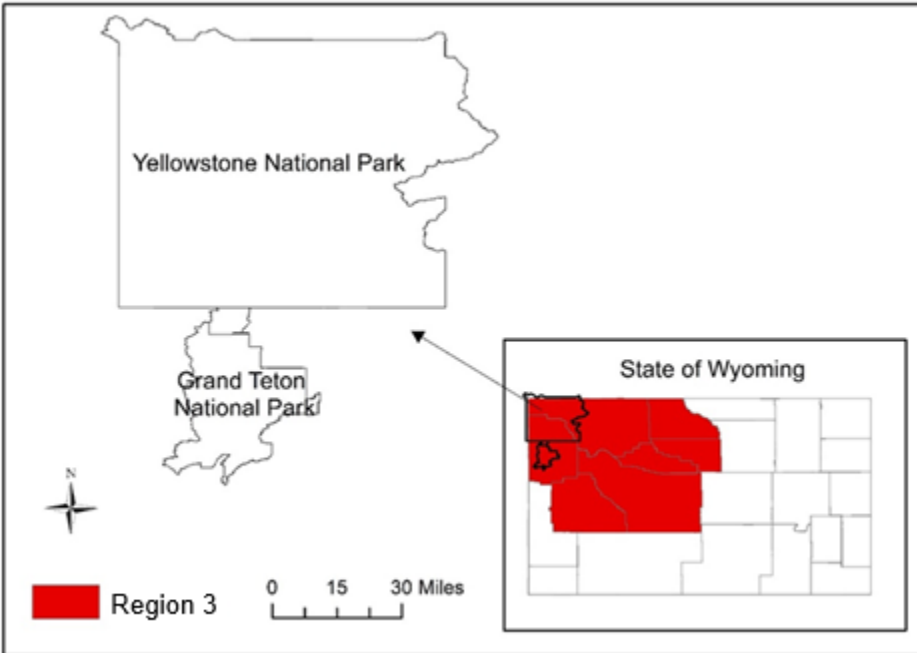 Yellowstone National Park
Grand Teton
National Park
State of Wyoming
N
Region 3
0 15 30 Miles